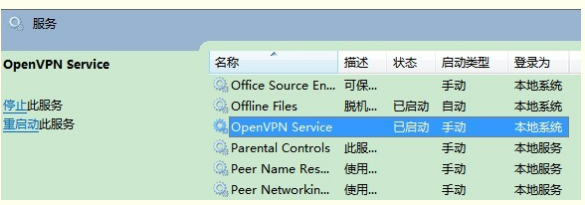 服务
OpenVPN Service
停止此服务
重启动此服务
名称 描述 状态 启动类型 登录为
Office Source En... 可保... 手动 本地系统
Offline Files 脱机... 已启动 自动 本地系统
OpenVPN Service 已启动 手动 本地系统
Parental Controls 此服... 手动 本地服务
Peer Name Res... 使用... 手动 本地服务
Peer Networkin... 使用... 手动 本地服务